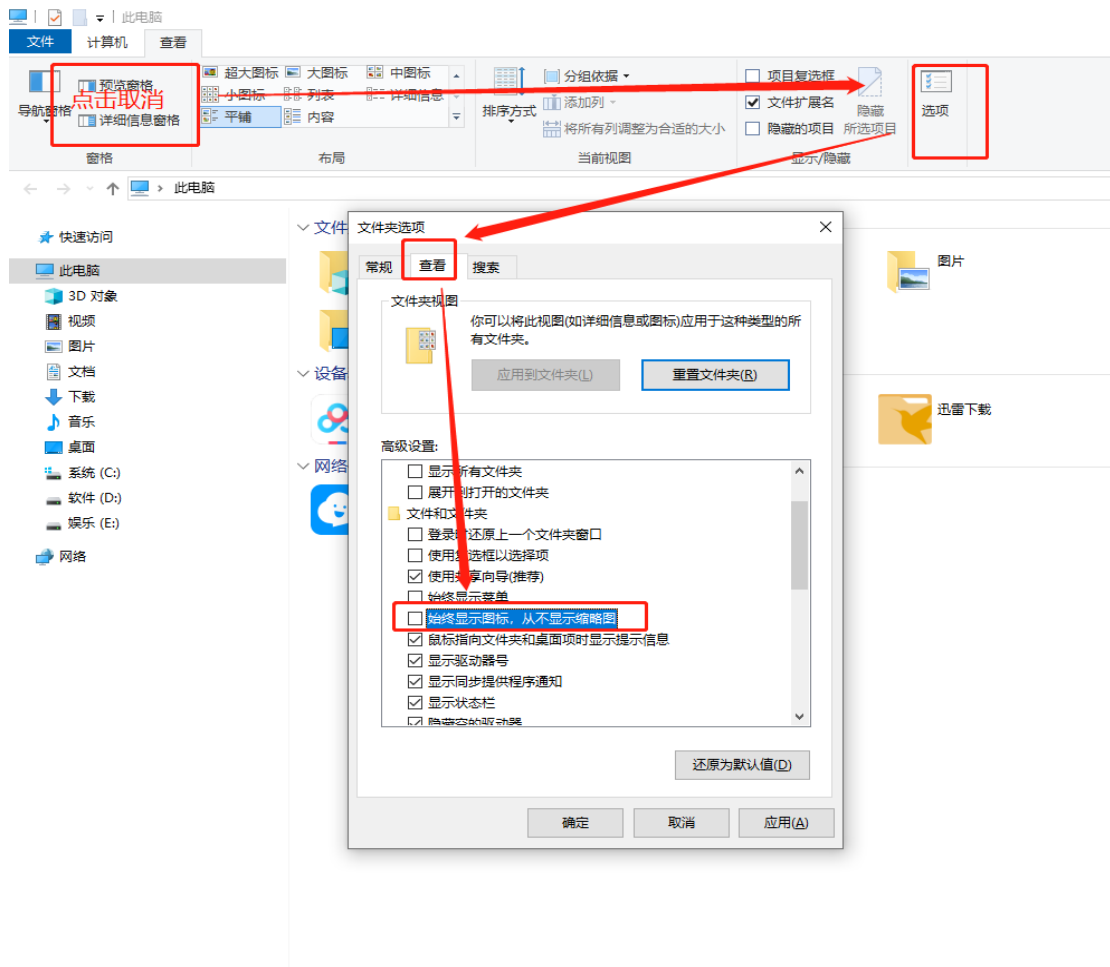 此电脑
文件 计算机 查看
预览窗格
点击取消
导航窗格
详细信息窗格
窗格
超大图标 大图标 中图标
小图标 列表 详细信息
平铺 内容
布局
排序方式
分组依据
添加列
将所有列调整为合适的大小
当前视图
项目复选框
文件扩展名
隐藏的项目
隐藏
所选项目
显示/隐藏
选项
此电脑
快速访问
此电脑
3D 对象
视频
图片
文档
下载
音乐
桌面
系统 (C:)
软件 (D:)
娱乐 (E:)
网络
文件
设备
网络
图片
迅雷下载
文件夹选项
常规 查看 搜索
文件夹视图
你可以将此视图(如详细信息或图标)应用于这种类型的所
有文件夹。
应用到文件夹(L) 重置文件夹(R)
高级设置:
显示所有文件夹
展开到打开的文件夹
文件和文件夹
登录时还原上一个文件夹窗口
使用复选框以选择项
使用共享向导(推荐)
始终显示菜单
始终显示图标，从不显示缩略图
鼠标指向文件夹和桌面项时显示提示信息
显示驱动器号
显示同步提供程序通知
显示状态栏
隐藏空的驱动器
还原为默认值(D)
确定 取消 应用(A)